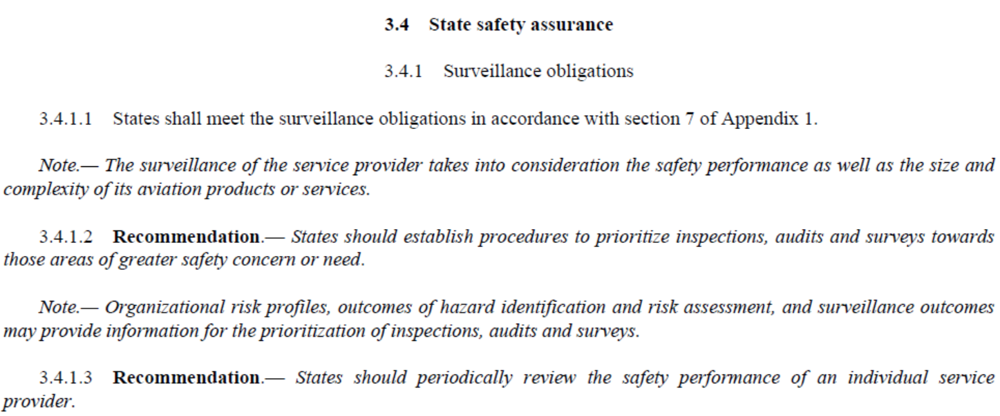 3.4 State safety assurance
3.4.1 Surveillance obligations
3.4.1.1 States shall meet the surveillance obligations in accordance with section 7 of Appendix 1.
Note.— The surveillance of the service provider takes into consideration the safety performance as well as the size and
complexity of its aviation products or services.
3.4.1.2 Recommendation.— States should establish procedures to prioritize inspections, audits and surveys towards
those areas of greater safety concern or need.
Note.— Organizational risk profiles, outcomes of hazard identification and risk assessment, and surveillance outcomes
may provide information for the prioritization of inspections, audits and surveys.
3.4.1.3 Recommendation.— States should periodically review the safety performance of an individual service
provider.